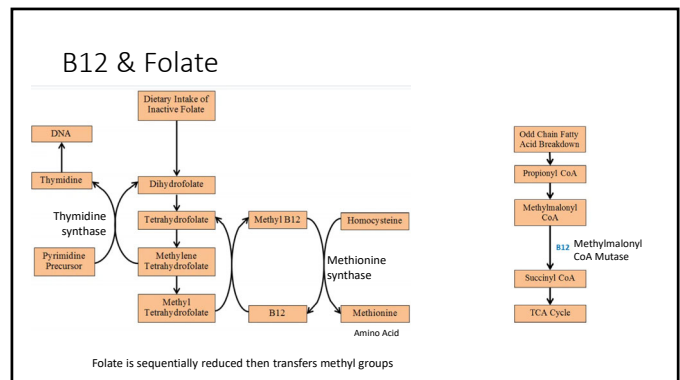 B12 & Folate
Dietary Intake of
Inactive Folate
DNA
Thymidine
Dihydrofolate
Thymidine
synthase
Tetrahydrofolate
Methyl B12
Homocysteine
Pyrimidine
Precursor
Methylene
Tetrahydrofolate
Methionine
synthase
Methyl
Tetrahydrofolate
B12
Methionine
Amino Acid
Odd Chain Fatty
Acid Breakdown
Propionyl CoA
Methylmalonyl
CoA
B12 Methylmalonyl
CoA Mutase
Succinyl CoA
TCA Cycle
Folate is sequentially reduced then transfers methyl groups